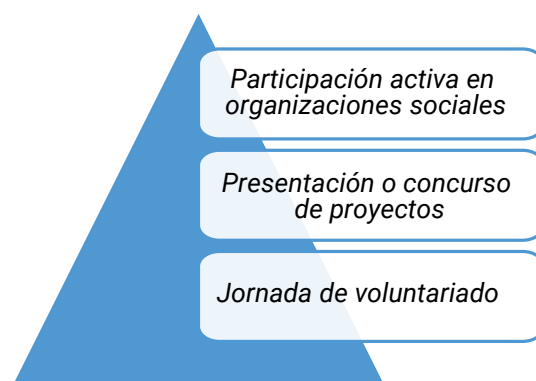 Participación activa en
organizaciones sociales
Presentación o concurso
de proyectos
Jornada de voluntariado